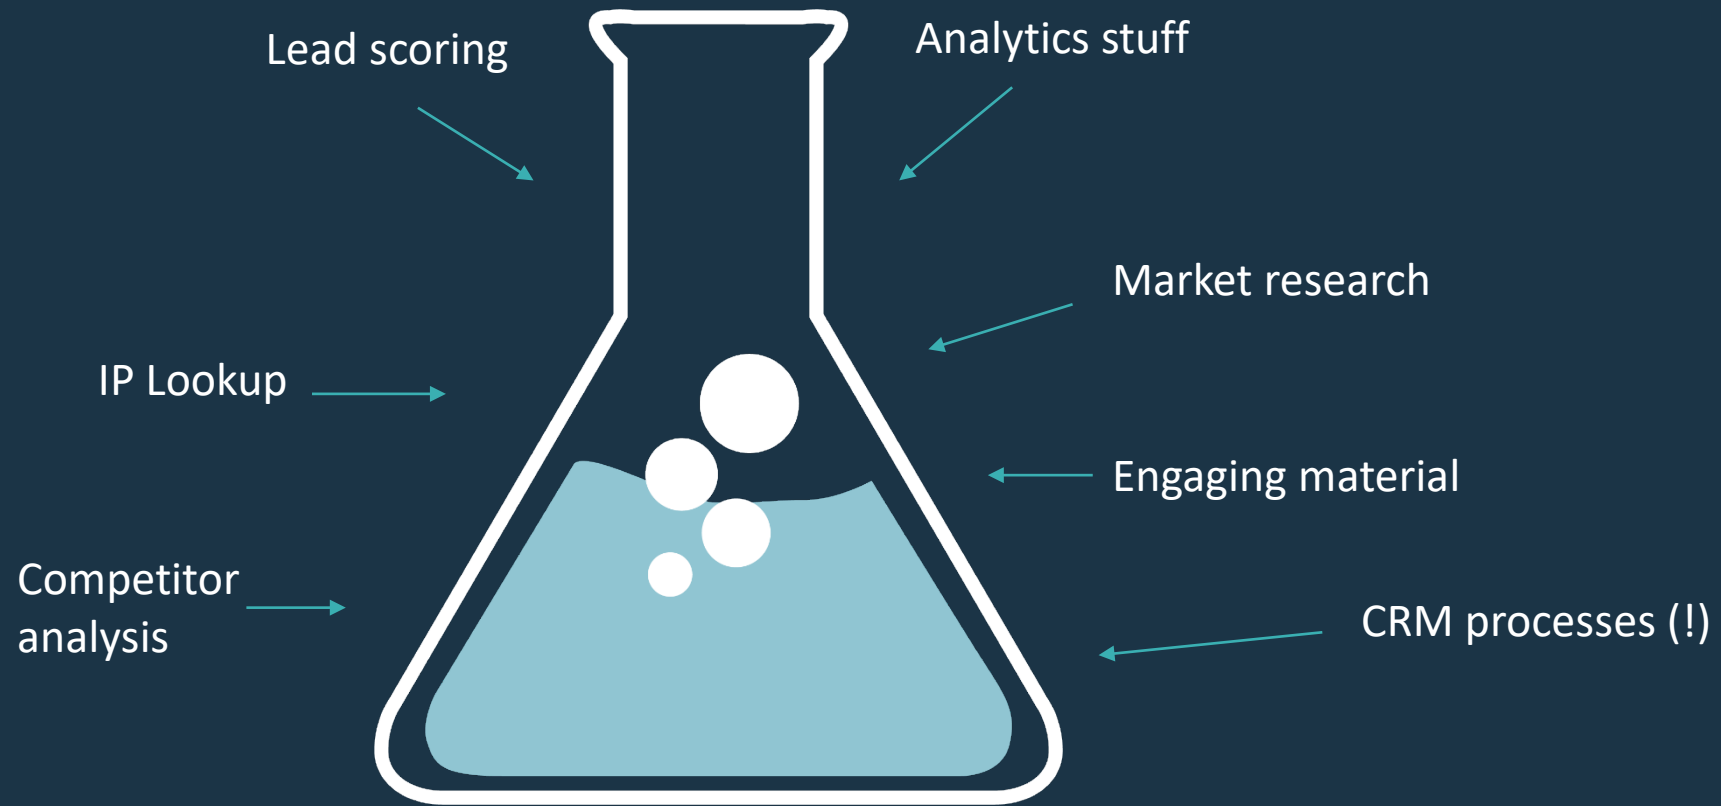 Lead scoring
Analytics stuff
Market research
IP Lookup
Engaging material
Competitor
analysis
CRM processes (!)